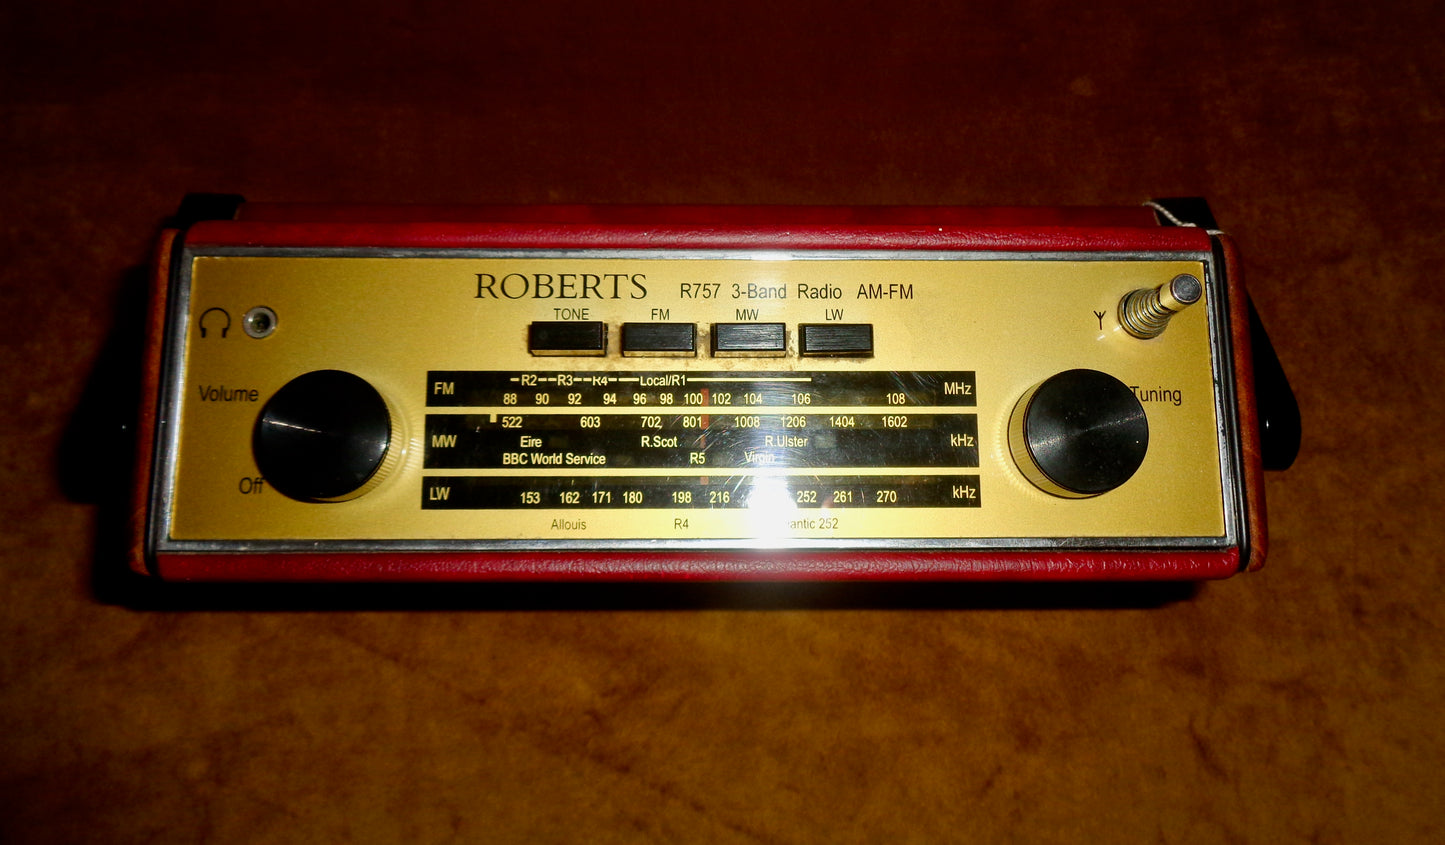 ROBERTS R757 3-Band Radio AM-FM
TONE FM MW LW
Volume
Off
Tuning
R2 R3 R4 Local/R1
FM 88 90 92 94 96 98 100 102 104 106 108 MHz
522 603 702 801 1008 1206 1404 1602
MW Eire R.Scot R.Ulster kHz
BBC World Service R5 Virgin
LW 153 162 171 180 198 216 252 261 270 kHz
Allouis R4 252